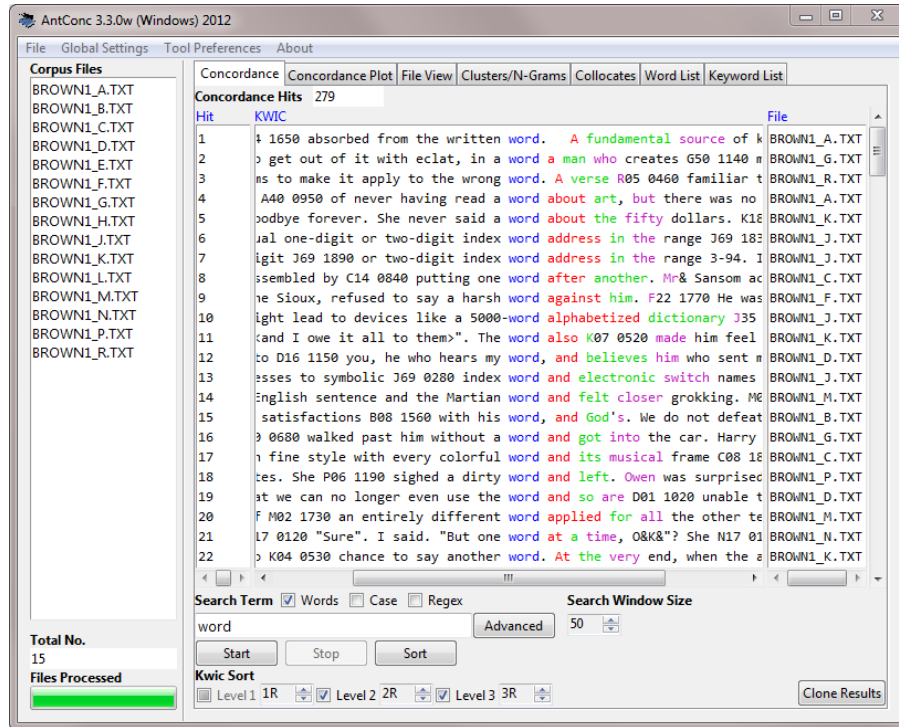 AntConc 3.3.0w (Windows) 2012
File Global Settings Tool Preferences About
Corpus Files
BROWN1_A.TXT
BROWN1_B.TXT
BROWN1_C.TXT
BROWN1_D.TXT
BROWN1_E.TXT
BROWN1_F.TXT
BROWN1_G.TXT
BROWN1_H.TXT
BROWN1_J.TXT
BROWN1_K.TXT
BROWN1_L.TXT
BROWN1_M.TXT
BROWN1_N.TXT
BROWN1_P.TXT
BROWN1_R.TXT
Total No.
15
Files Processed
Concordance Concordance Plot File View Clusters/N-Grams Collocates Word List Keyword List
Concordance Hits 279
Hit KWIC File
1 4 1650 absorbed from the written word. A fundamental source of k BROWN1_A.TXT
2 o get out of it with eclat, in a word a man who creates G50 1140 m BROWN1_G.TXT
3 ms to make it apply to the wrong word. A verse R05 0460 familiar t BROWN1_R.TXT
4 A40 0950 of never having read a word about art, but there was no BROWN1_A.TXT
5 oodbye forever. She never said a word about the fifty dollars. K18 BROWN1_K.TXT
6 ual one-digit or two-digit index word address in the range J69 183 BROWN1_J.TXT
7 igit J69 1890 or two-digit index word address in the range 3-94. I BROWN1_J.TXT
8 ssembled by C14 0840 putting one word after another. Mr& Sansom ac BROWN1_C.TXT
9 he Sioux, refused to say a harsh word against him. F22 1770 He was BROWN1_F.TXT
10 ight lead to devices like a 5000-word alphabetized dictionary J35 BROWN1_J.TXT
11 <and I owe it all to them>". The word also K07 0520 made him feel BROWN1_K.TXT
12 to D16 1150 you, he who hears my word, and believes him who sent m BROWN1_D.TXT
13 esses to symbolic J69 0280 index word and electronic switch names BROWN1_J.TXT
14 English sentence and the Martian word and felt closer grokking. M0 BROWN1_M.TXT
15 satisfactions B08 1560 with his word, and God's. We do not defeat BROWN1_B.TXT
16 0 0680 walked past him without a word and got into the car. Harry BROWN1_G.TXT
17 n fine style with every colorful word and its musical frame C08 18 BROWN1_C.TXT
18 tes. She P06 1190 sighed a dirty word and left. Owen was surprised BROWN1_P.TXT
19 at we can no longer even use the word and so are D01 1020 unable t BROWN1_D.TXT
20 f M02 1730 an entirely different word applied for all the other te BROWN1_M.TXT
21 17 0120 "Sure". I said. "But one word at a time, O&K&"? She N17 01 BROWN1_N.TXT
22 o K04 0530 chance to say another word. At the very end, when the a BROWN1_K.TXT
Search Term Words Case Regex Search Window Size
word Advanced 50
Start Stop Sort
Kwic Sort
Level 1 1R Level 2 2R Level 3 3R Clone Results